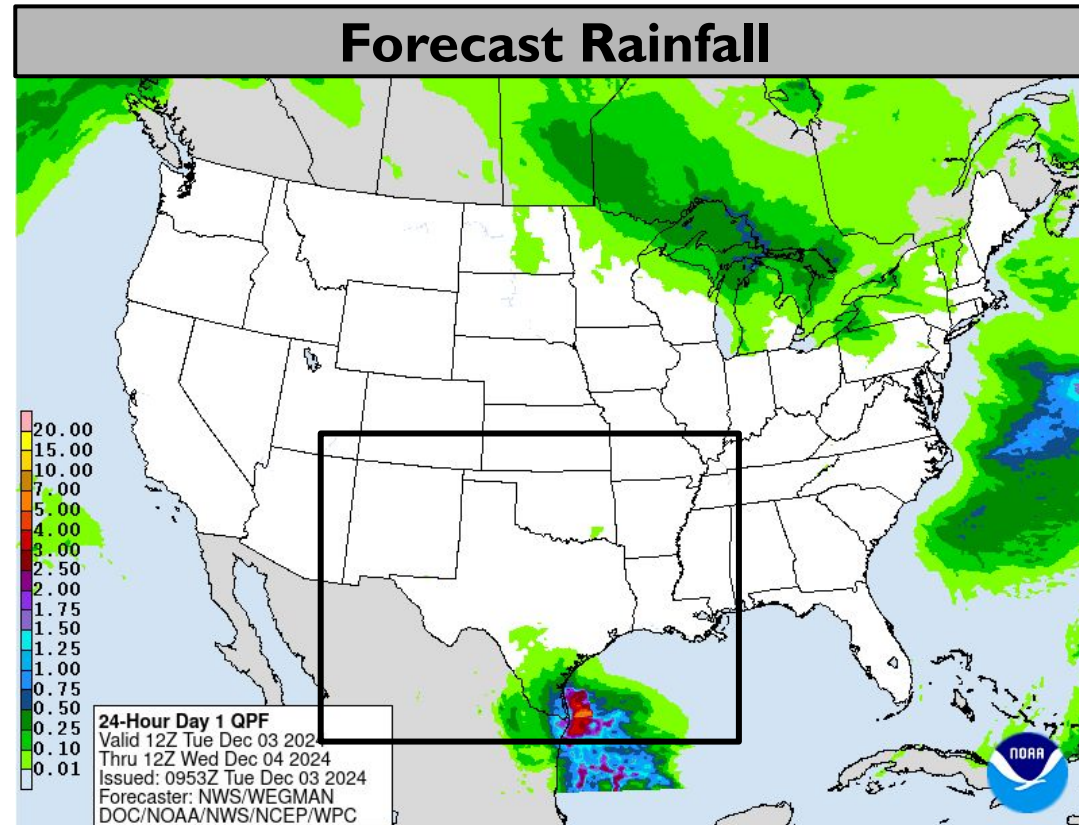 Forecast Rainfall
20.00
15.00
10.00
7.00
5.00
4.00
3.00
2.50
2.00
1.75
1.50
1.25
1.00
0.75
0.50
0.25
0.10
0.01
24-Hour Day 1 QPF
Valid 12Z Tue Dec 03 2024
Thru 12Z Wed Dec 04 2024
Issued: 0953Z Tue Dec 03 2024
Forecaster: NWS/WEGMAN
DOC/NOAA/NWS/NCEP/WPC
NOAA